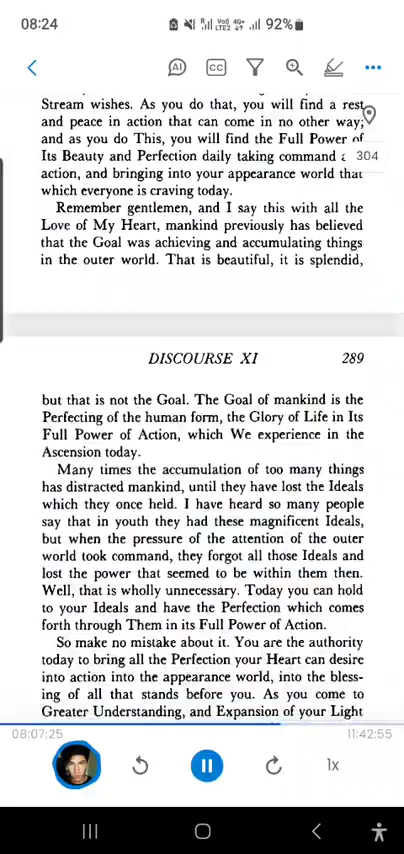 08:24
LTE2 4G+ 92%
AI CC
Stream wishes. As you do that, you will find a rest
and peace in action that can come in no other way;
and as you do This, you will find the Full Power of
Its Beauty and Perfection daily taking command
304
action, and bringing into your appearance world that
which everyone is craving today.
Remember gentlemen, and I say this with all the
Love of My Heart, mankind previously has believed
that the Goal was achieving and accumulating things
in the outer world. That is beautiful, it is splendid,
DISCOURSE XI 289
but that is not the Goal. The Goal of mankind is the
Perfecting of the human form, the Glory of Life in Its
Full Power of Action, which We experience in the
Ascension today.
Many times the accumulation of too many things
has distracted mankind, until they have lost the Ideals
which they once held. I have heard so many people
say that in youth they had these magnificent Ideals,
but when the pressure of the attention of the outer
world took command, they forgot all those Ideals and
lost the power that seemed to be within them then.
Well, that is wholly unnecessary. Today you can hold
to your Ideals and have the Perfection which comes
forth through Them in its Full Power of Action.
So make no mistake about it. You are the authority
today to bring all the Perfection your Heart can desire
into action into the appearance world, into the bless-
ing of all that stands before you. As you come to
Greater Understanding, and Expansion of your Light
08:07:25 11:42:55
1x